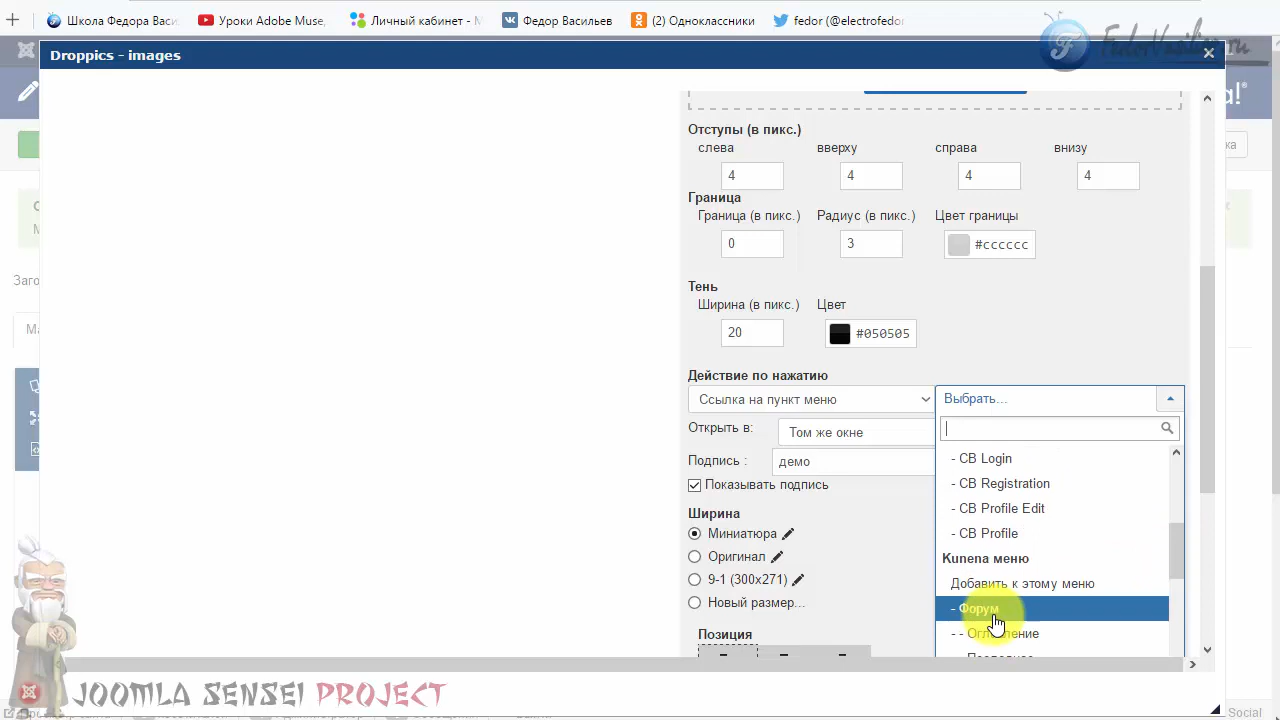 Школа Федора Васи
Уроки Adobe Muse,
Личный кабинет - М
Федор Васильев
(2) Одноклассники
fedor (@electrofedor
FedorVasiliev.ru
Droppics - images
a!®
Отступы (в пикс.)
слева вверху справа внизу
4 4 4 4
Граница
Граница (в пикс.) Радиус (в пикс.) Цвет границы
0 3 #cccccc
Заго
Тень
Ширина (в пикс.) Цвет
20 #050505
Действие по нажатию
Ссылка на пункт меню Выбрать...
Открыть в: Том же окне
Подпись : демо
- CB Login
Показывать подпись
- CB Registration
Ширина
- CB Profile Edit
Миниатюра
- CB Profile
Оригинал
Kunena меню
9-1 (300x271)
Добавить к этому меню
Новый размер...
- Форум
Позиция
- - Оглавление
JOOMLA SENSEI PROJECT
Social